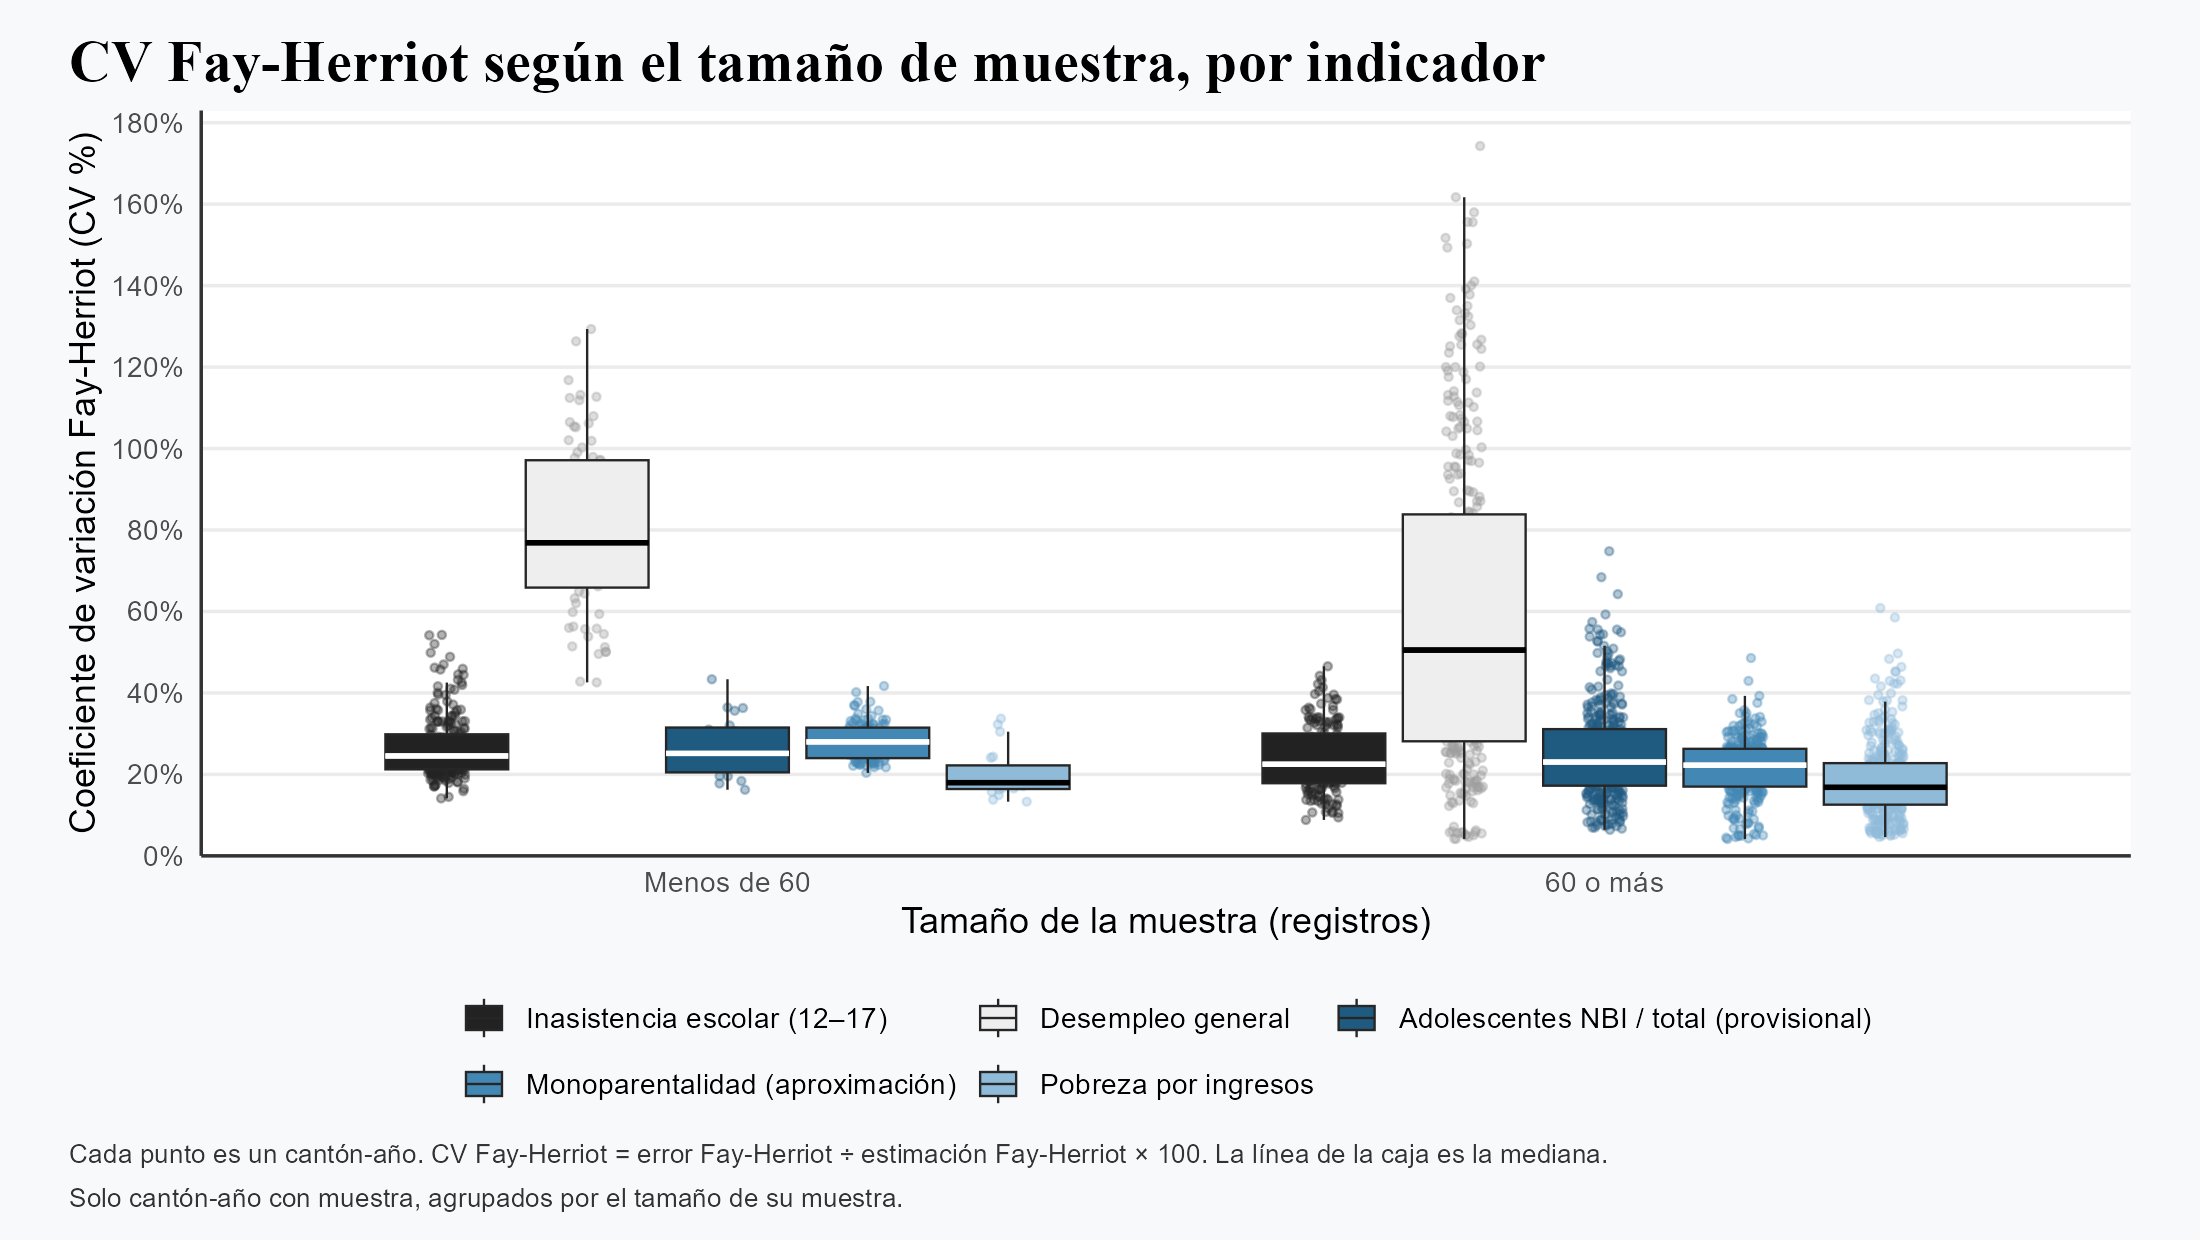 CV Fay-Herriot según el tamaño de muestra, por indicador
Coeficiente de variación Fay-Herriot (CV %)
180%
160%
140%
120%
100%
80%
60%
40%
20%
0%
Menos de 60
60 o más
Tamaño de la muestra (registros)
Inasistencia escolar (12–17)
Desempleo general
Adolescentes NBI / total (provisional)
Monoparentalidad (aproximación)
Pobreza por ingresos
Cada punto es un cantón-año. CV Fay-Herriot = error Fay-Herriot ÷ estimación Fay-Herriot × 100. La línea de la caja es la mediana.
Solo cantón-año con muestra, agrupados por el tamaño de su muestra.